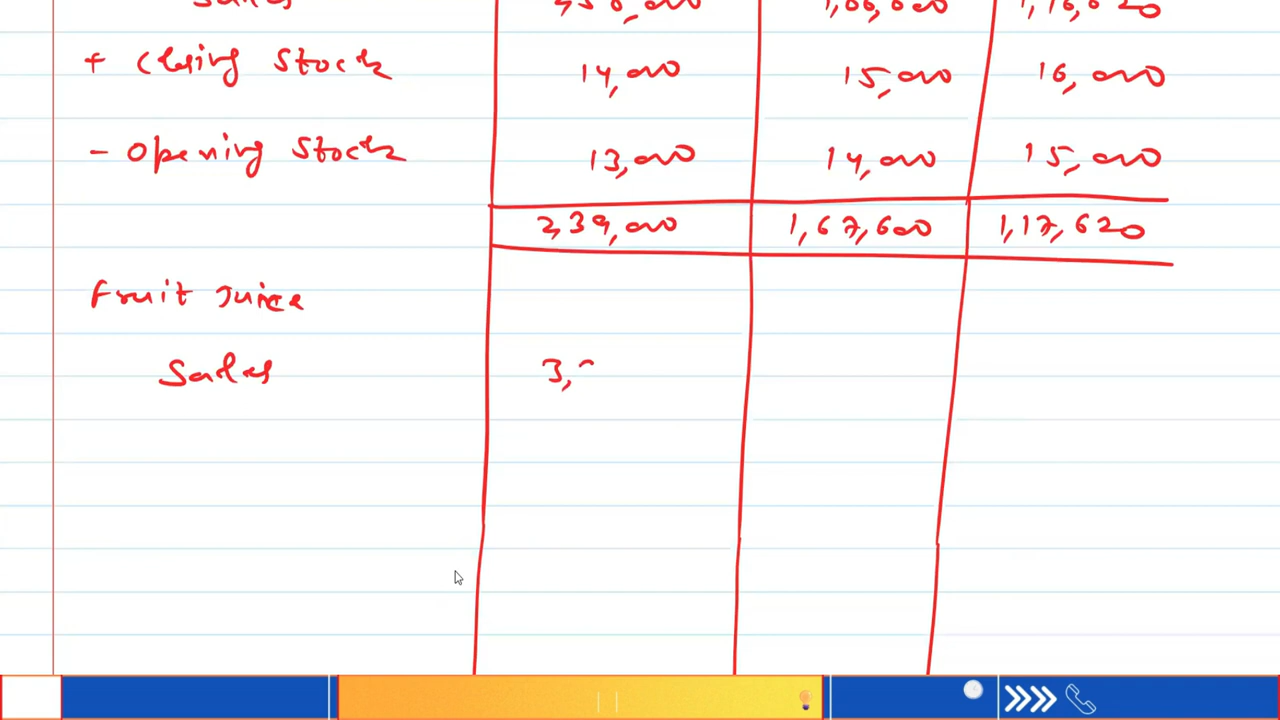 Sales
+ Closing Stock 14,000 15,000 16,000
- Opening Stock 13,000 14,000 15,000
2,39,000 1,67,600 1,17,620
Fruit Juice
Sales 3,